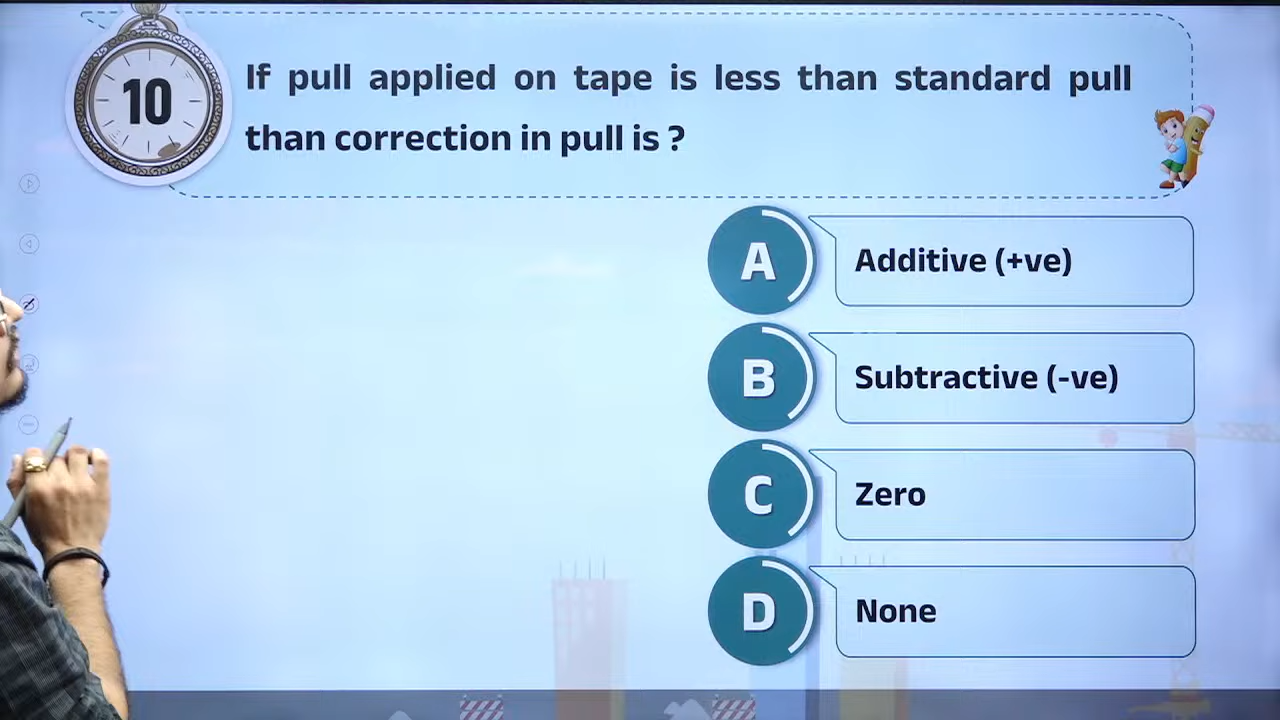 10
If pull applied on tape is less than standard pull
than correction in pull is ?
A
Additive (+ve)
B
Subtractive (-ve)
C
Zero
D
None